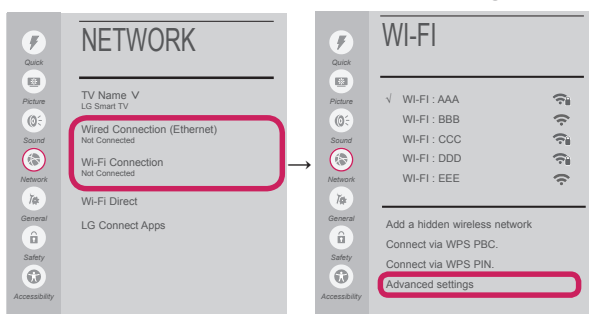 NETWORK
Quick
Picture
Sound
Network
General
Safety
Accessibility
TV Name ∨
LG Smart TV
Wired Connection (Ethernet)
Not Connected
Wi-Fi Connection
Not Connected
Wi-Fi Direct
LG Connect Apps
→
WI-FI
Quick
Picture
Sound
Network
General
Safety
Accessibility
√ WI-FI : AAA
WI-FI : BBB
WI-FI : CCC
WI-FI : DDD
WI-FI : EEE
Add a hidden wireless network
Connect via WPS PBC.
Connect via WPS PIN.
Advanced settings